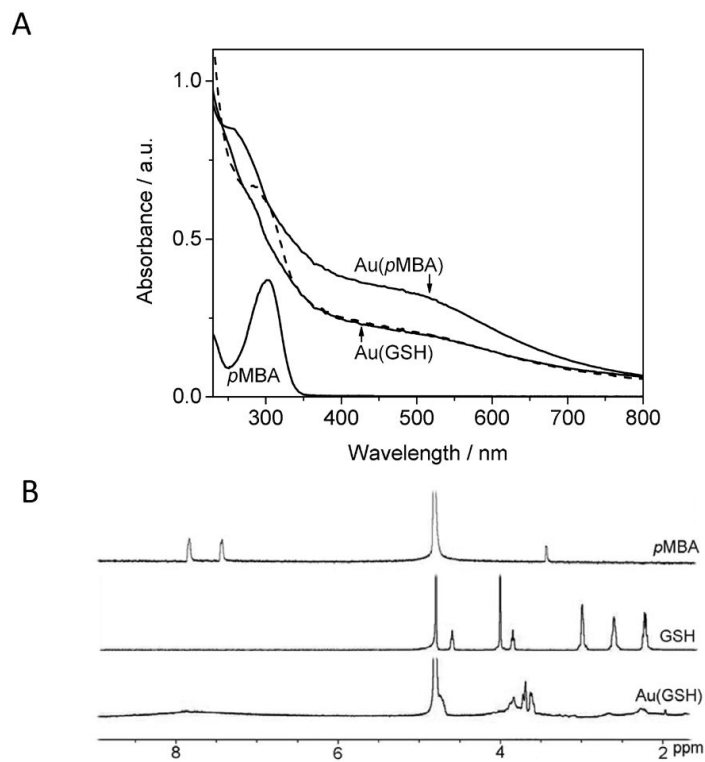 A
Absorbance / a.u.
1.0
0.5
0.0
Au(pMBA)
Au(GSH)
pMBA
300 400 500 600 700 800
Wavelength / nm
B
pMBA
GSH
Au(GSH)
8 6 4 2 ppm